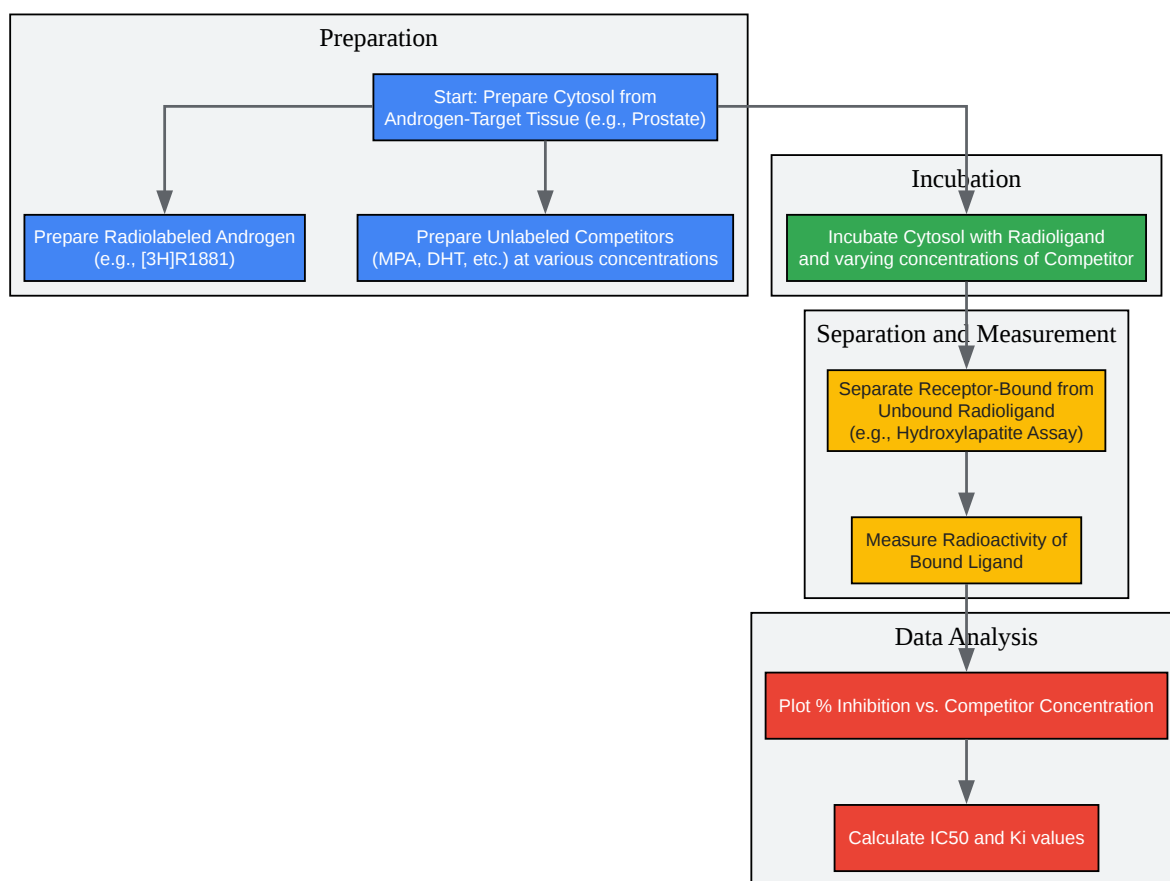 Preparation
Start: Prepare Cytosol from
Androgen-Target Tissue (e.g., Prostate)
Prepare Radiolabeled Androgen
(e.g., [3H]R1881)
Prepare Unlabeled Competitors
(MPA, DHT, etc.) at various concentrations
Incubation
Incubate Cytosol with Radioligand
and varying concentrations of Competitor
Separation and Measurement
Separate Receptor-Bound from
Unbound Radioligand
(e.g., Hydroxylapatite Assay)
Measure Radioactivity of
Bound Ligand
Data Analysis
Plot % Inhibition vs. Competitor Concentration
Calculate IC50 and Ki values